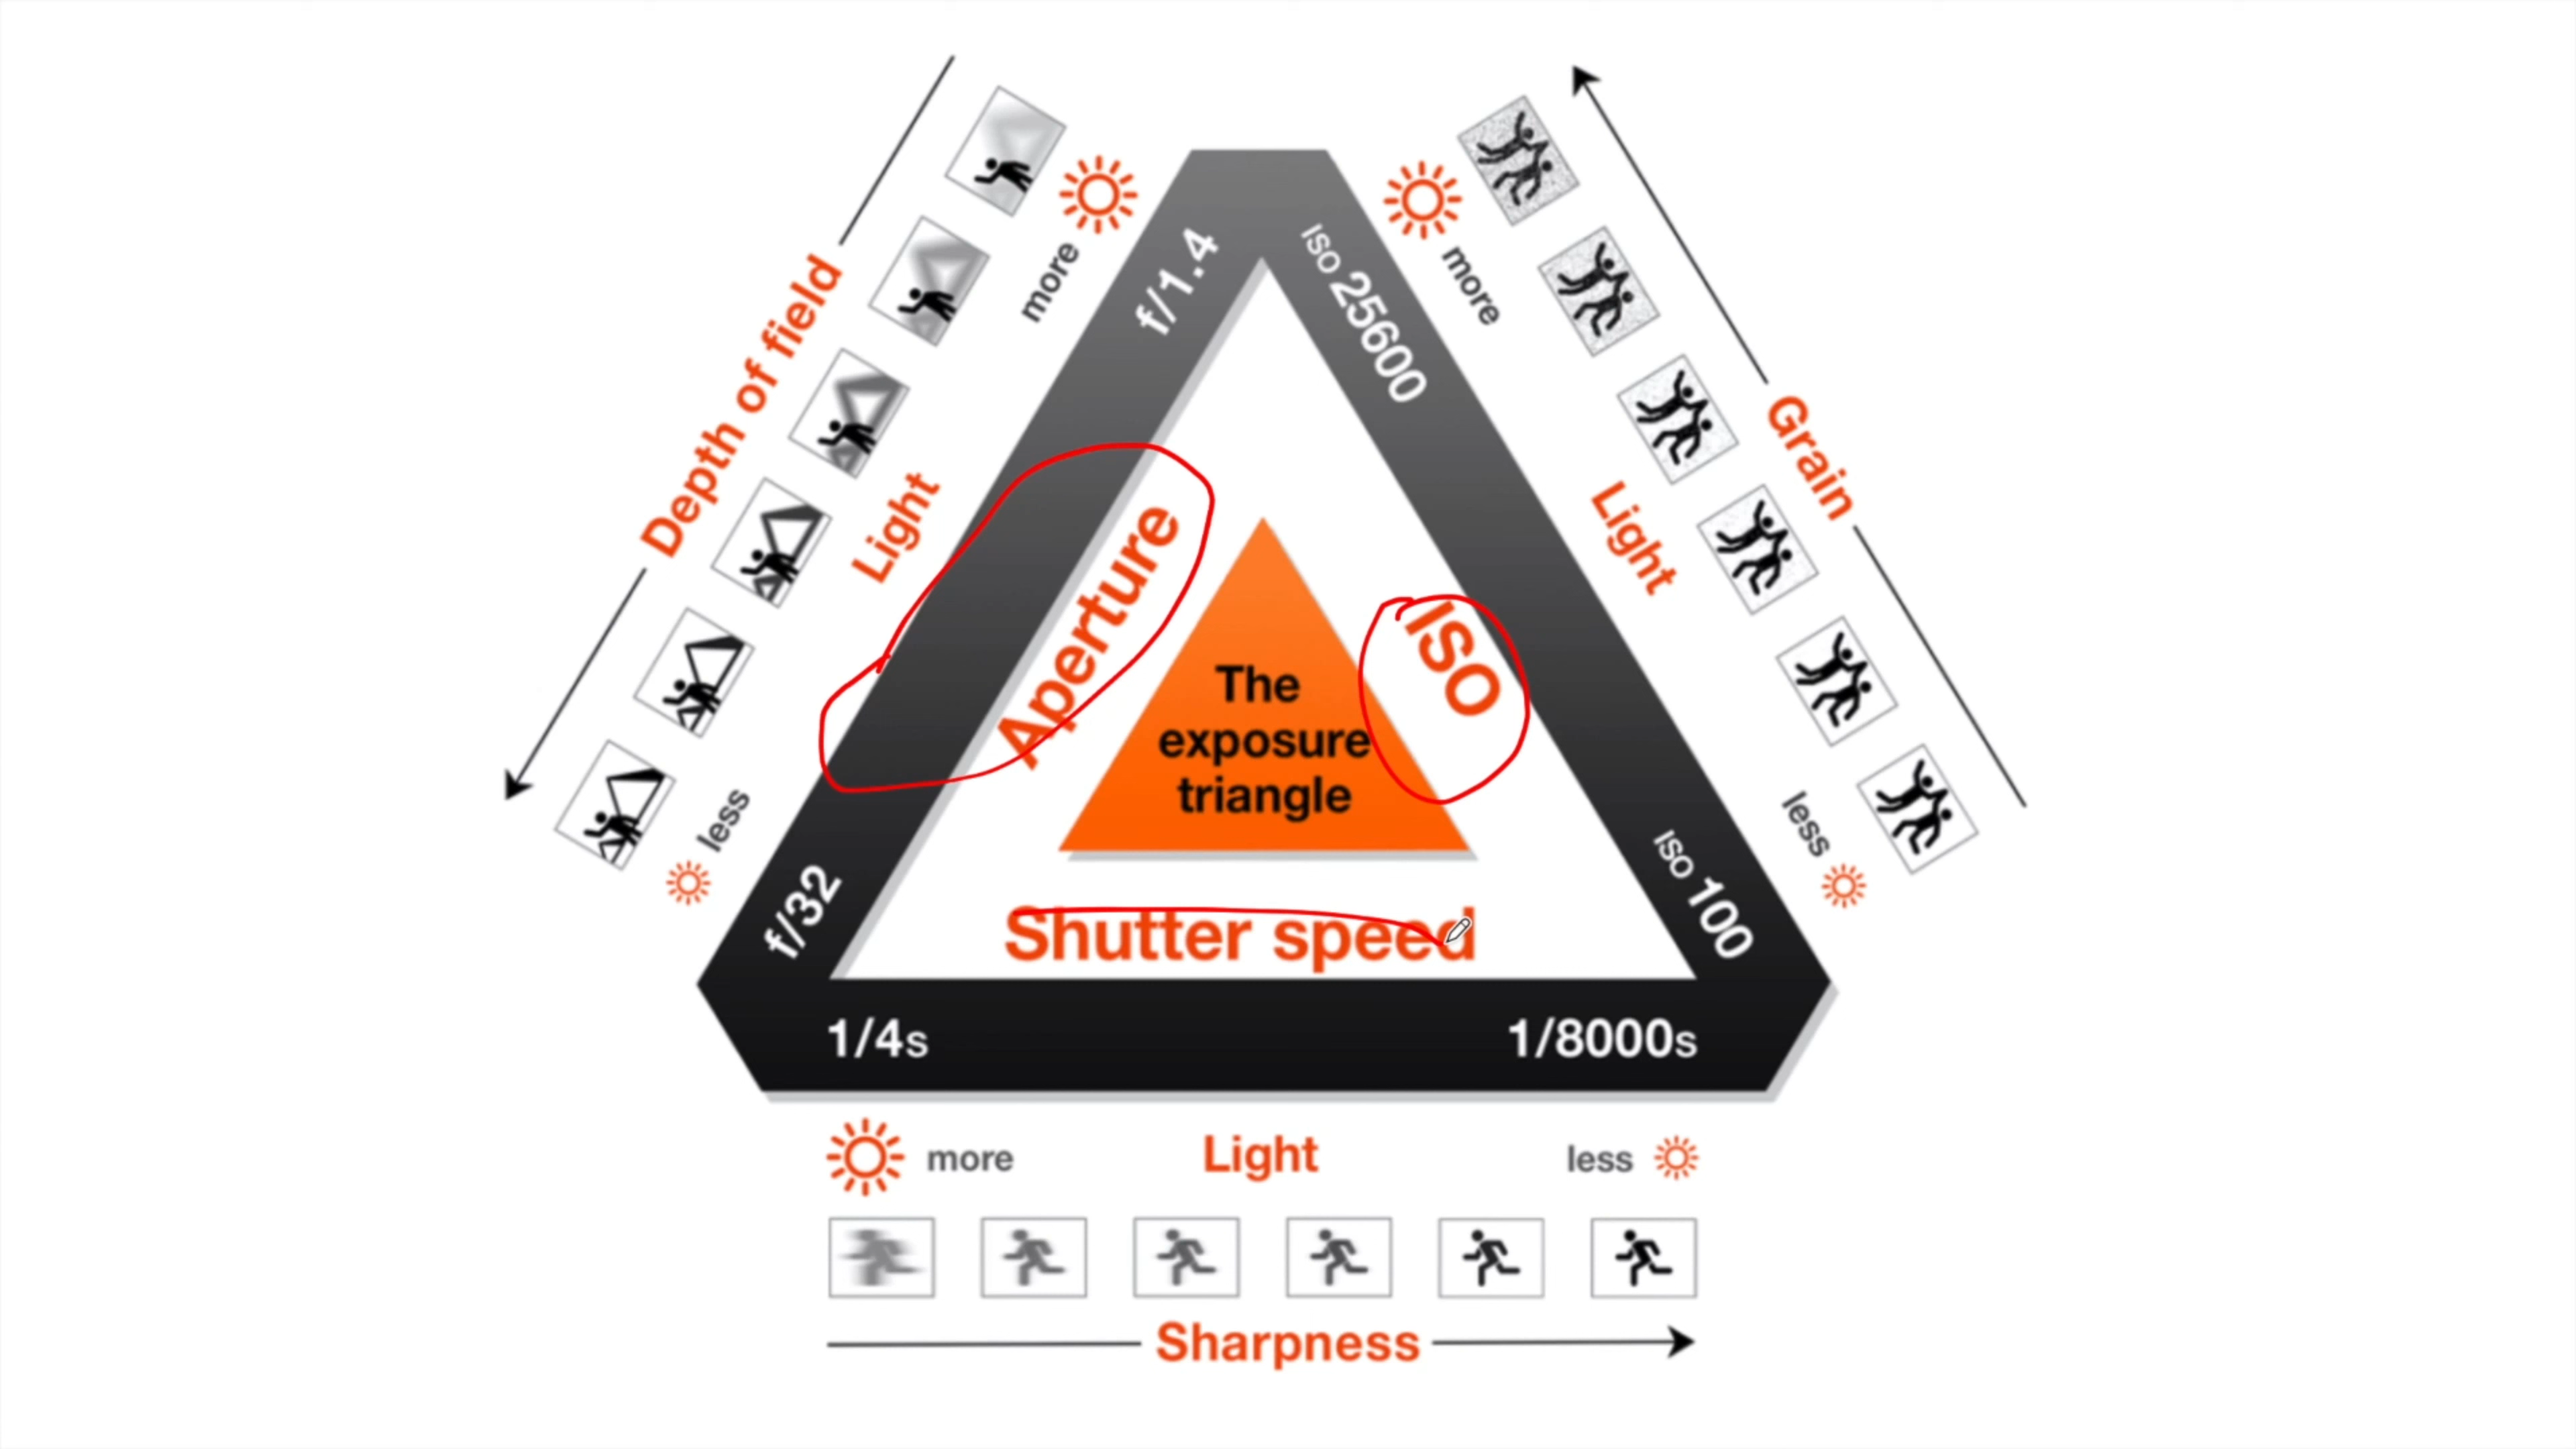 Depth of field
more
Light
less
f/1.4
f/32
Aperture
ISO 25600
ISO 100
ISO
more
Light
less
Grain
The
exposure
triangle
Shutter speed
1/4s
1/8000s
more
Light
less
Sharpness